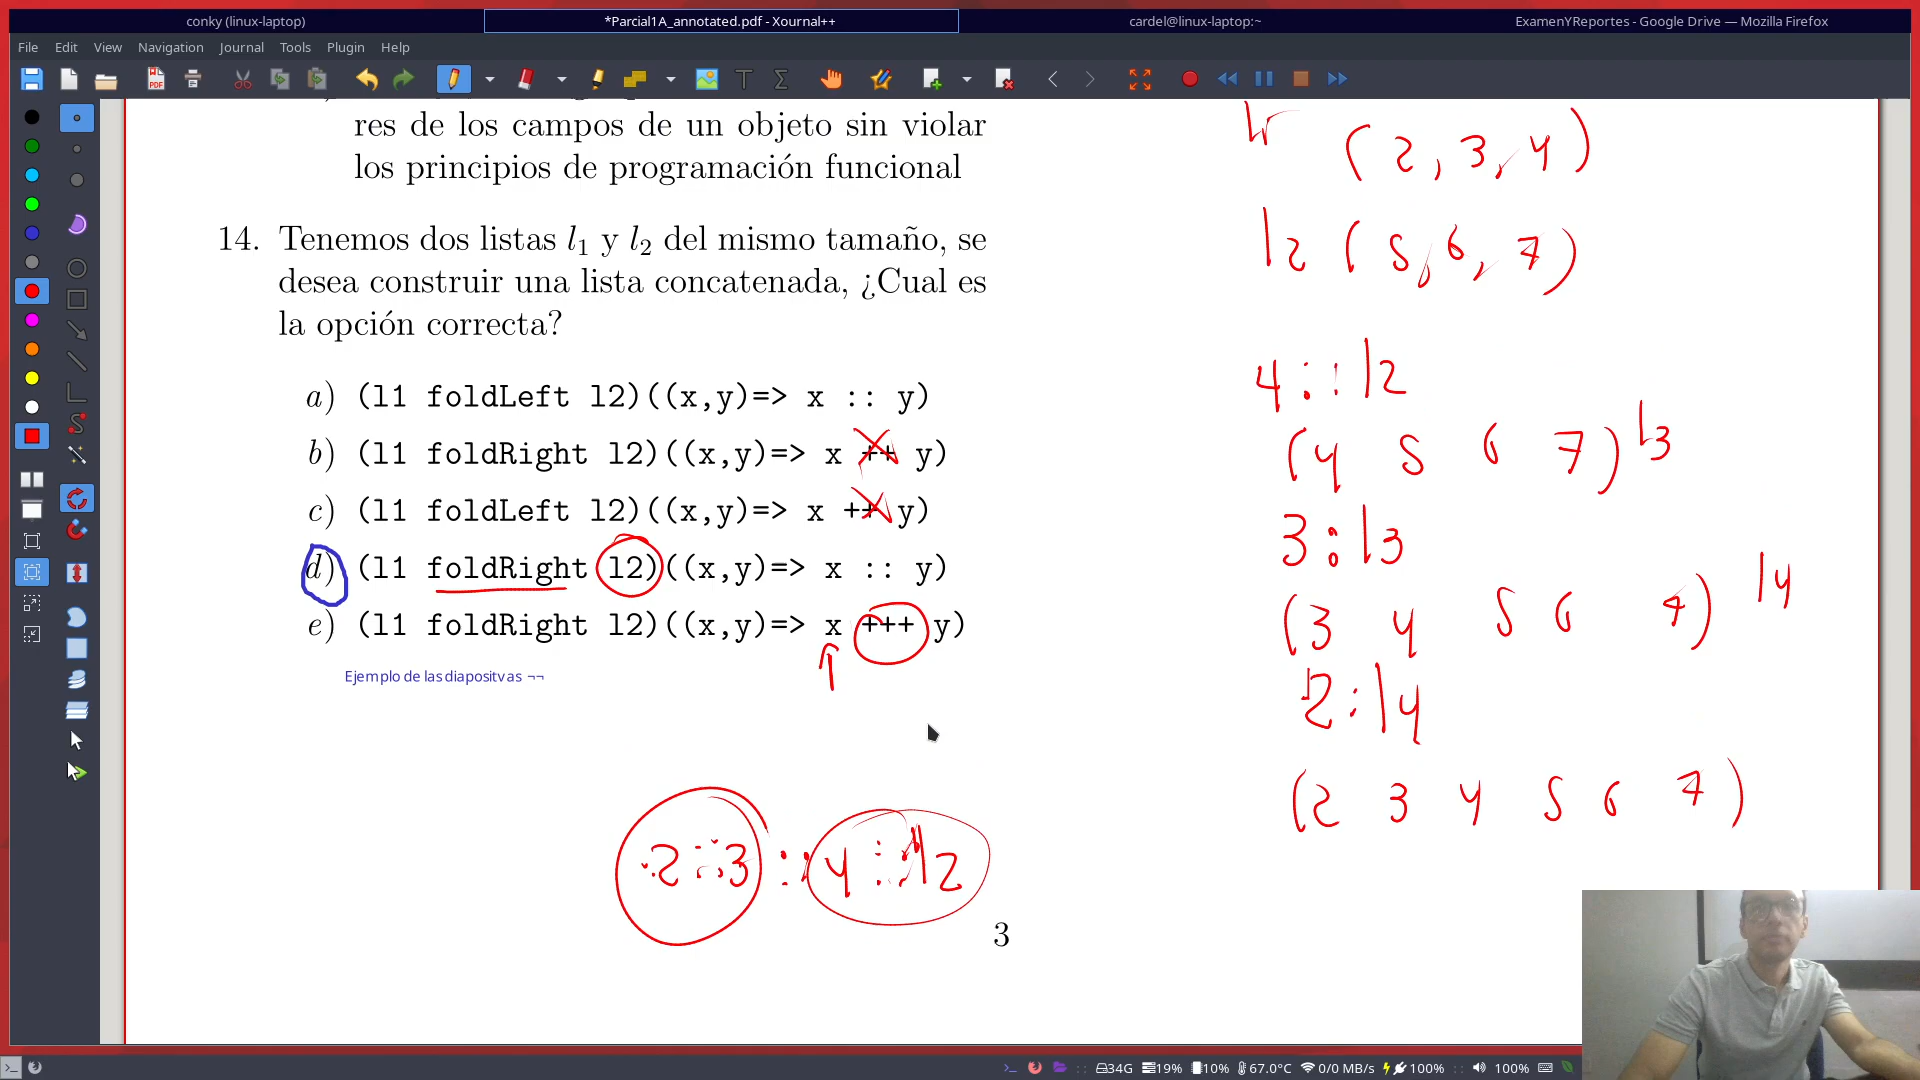 conky (linux-laptop)
*Parcial1A_annotated.pdf - Xournal++
cardel@linux-laptop:~
ExamenYReportes - Google Drive — Mozilla Firefox
File Edit View Navigation Journal Tools Plugin Help
res de los campos de un objeto sin violar
los principios de programación funcional
14. Tenemos dos listas l1 y l2 del mismo tamaño, se
desea construir una lista concatenada, ¿Cual es
la opción correcta?
a) (l1 foldLeft l2)((x,y)=> x :: y)
b) (l1 foldRight l2)((x,y)=> x ++ y)
c) (l1 foldLeft l2)((x,y)=> x ++ y)
d) (l1 foldRight l2)((x,y)=> x :: y)
e) (l1 foldRight l2)((x,y)=> x +++ y)
Ejemplo de las diapositvas ¬¬
2::3 :: 4::l2
3
(2, 3, 4)
l2 (5, 6, 7)
4::l2
(4 5 6 7) l3
3:l3
(3 4 5 6 7) l4
2:l4
(2 3 4 5 6 7)
34G 19% 10% 67.0°C 0/0 MB/s 100% 100%